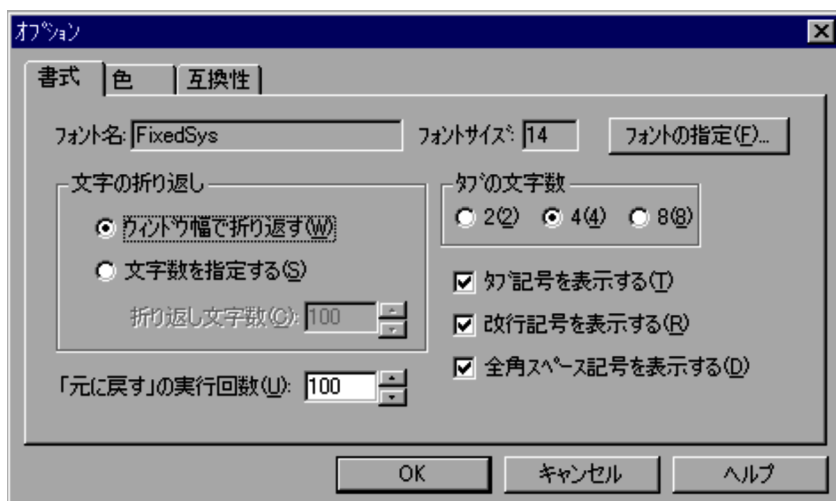 ｵﾌﾟｼｮﾝ
書式 色 互換性
ﾌｫﾝﾄ名: FixedSys ﾌｫﾝﾄｻｲｽﾞ: 14 ﾌｫﾝﾄの指定(F)...
文字の折り返し
ｳｨﾝﾄﾞｳ幅で折り返す(W)
文字数を指定する(S)
折り返し文字数(C): 100
「元に戻す」の実行回数(U): 100
ﾀﾌﾞの文字数
2(2) 4(4) 8(8)
ﾀﾌﾞ記号を表示する(T)
改行記号を表示する(R)
全角ｽﾍﾟｰｽ記号を表示する(D)
OK キャンセル ヘルプ